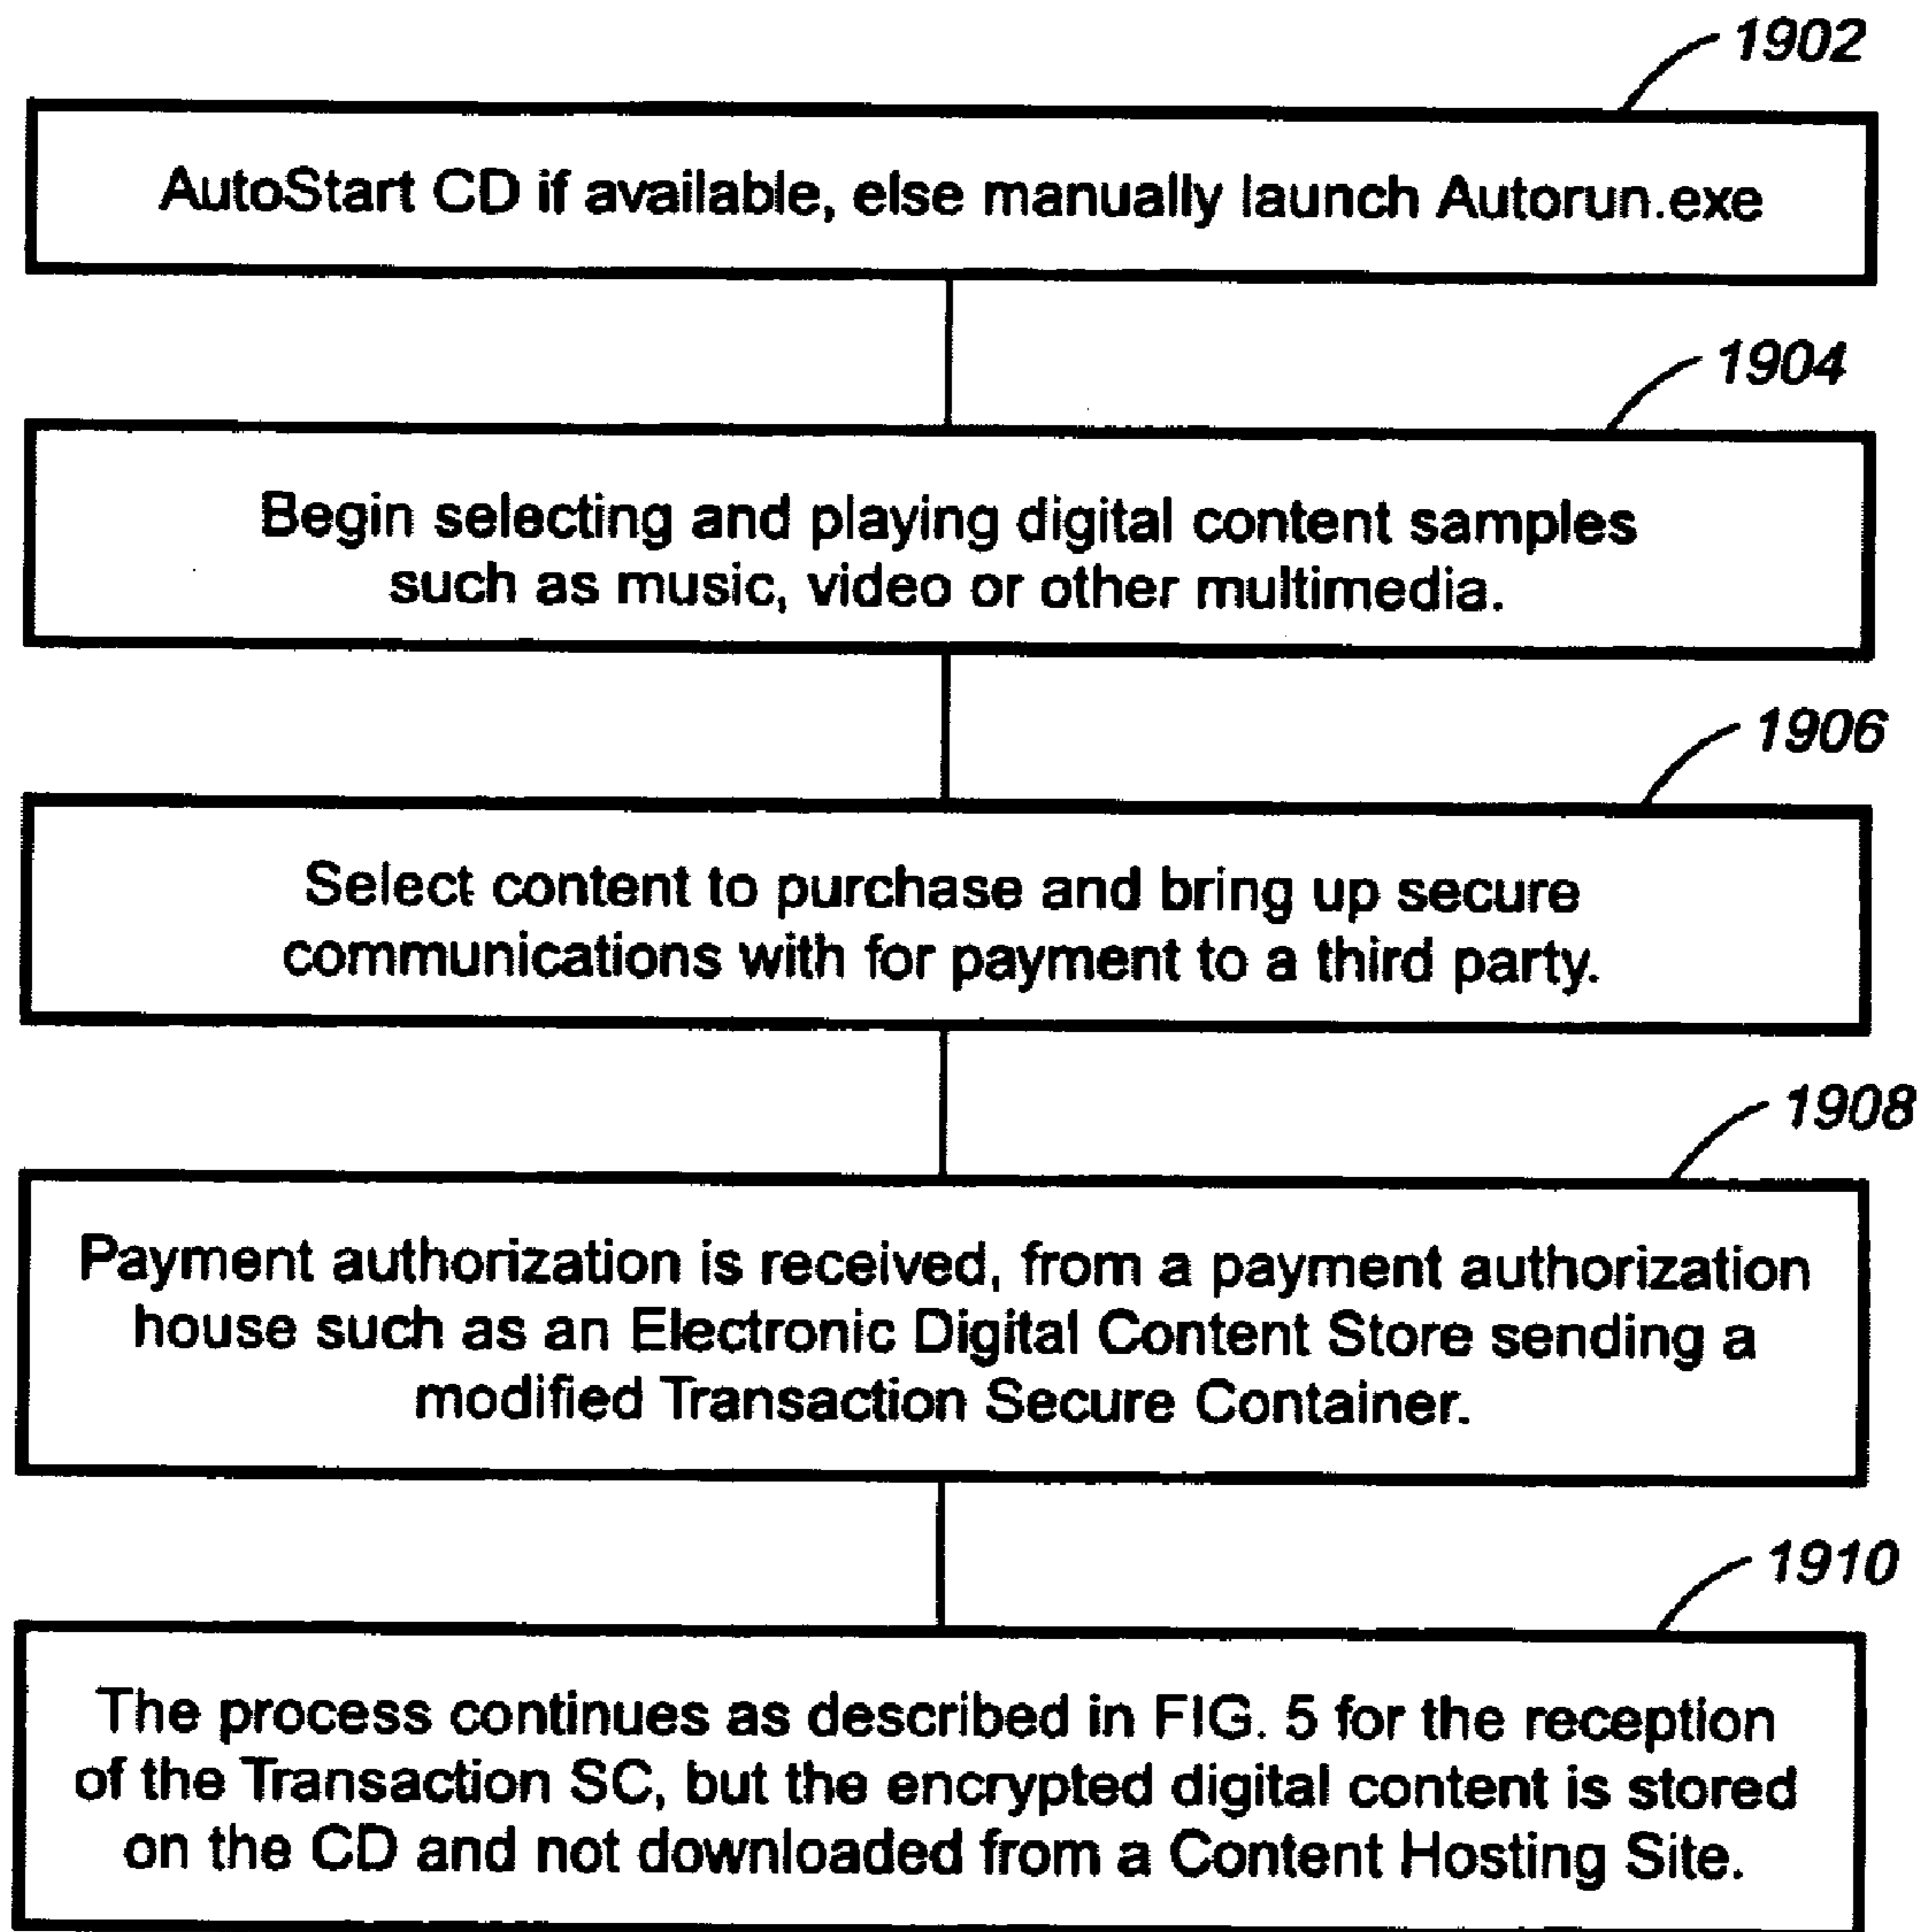 1902
AutoStart CD if available, else manually launch Autorun.exe
1904
Begin selecting and playing digital content samples
such as music, video or other multimedia.
1906
Select content to purchase and bring up secure
communications with for payment to a third party.
1908
Payment authorization is received, from a payment authorization
house such as an Electronic Digital Content Store sending a
modified Transaction Secure Container.
1910
The process continues as described in FIG. 5 for the reception
of the Transaction SC, but the encrypted digital content is stored
on the CD and not downloaded from a Content Hosting Site.